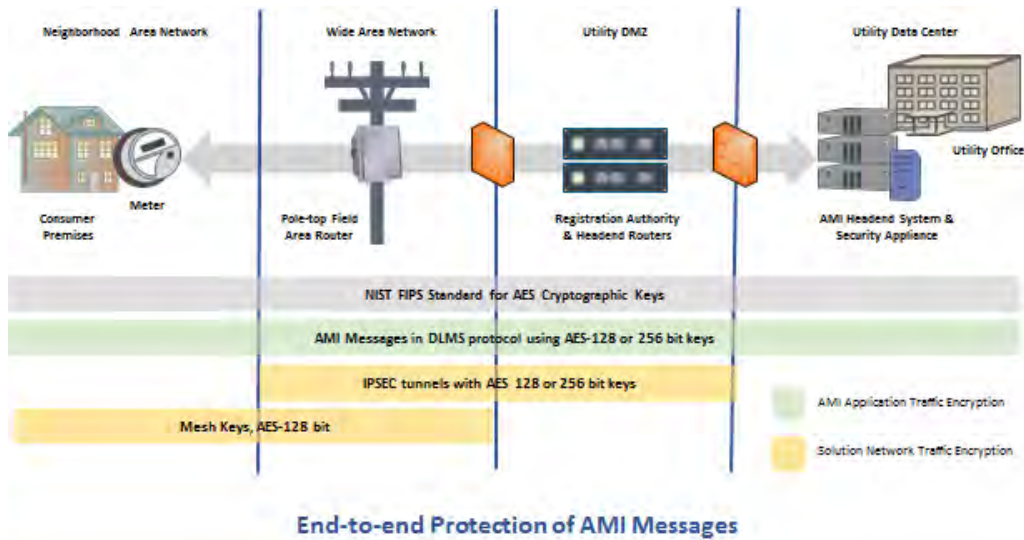 Neighborhood Area Network
Wide Area Network
Utility DMZ
Utility Data Center
Utility Office
Meter
Consumer
Premises
Pole-top Field
Area Router
Registration Authority
& Headend Routers
AMI Headend System &
Security Appliance
NIST FIPS Standard for AES Cryptographic Keys
AMI Messages in DLMS protocol using AES-128 or 256 bit keys
IPSEC tunnels with AES 128 or 256 bit keys
Mesh Keys, AES-128 bit
AMI Application Traffic Encryption
Solution Network Traffic Encryption
End-to-end Protection of AMI Messages